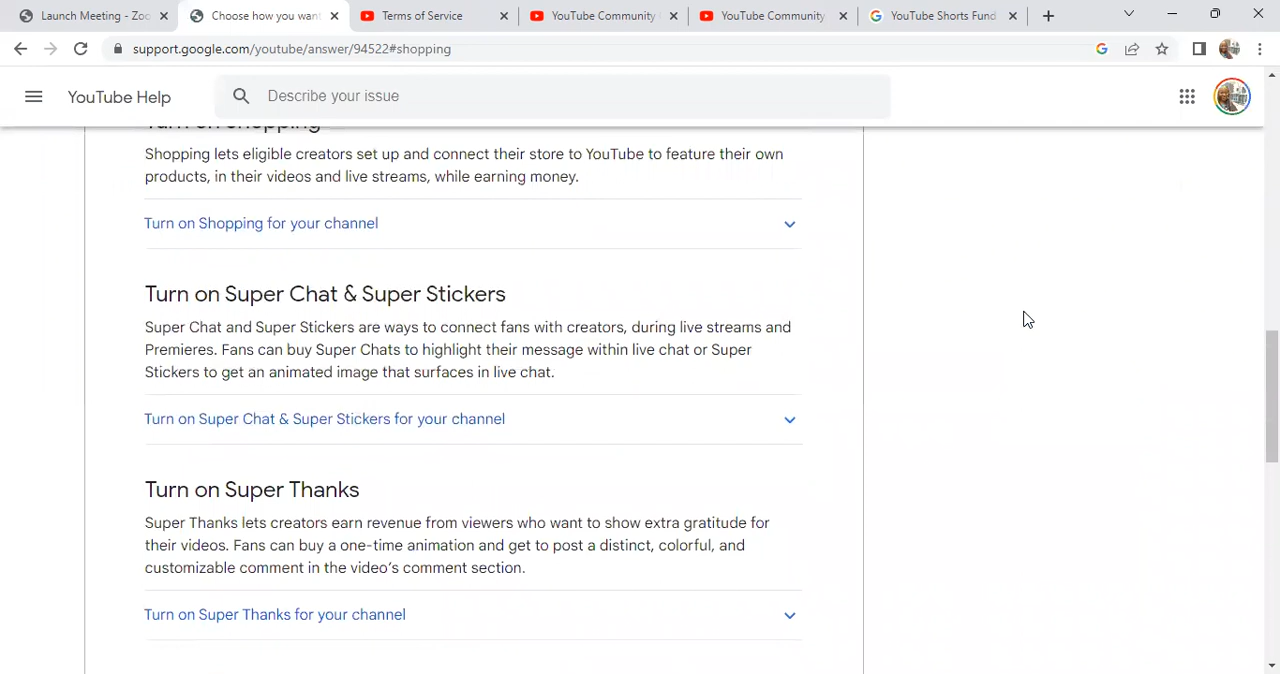 Launch Meeting - Zoo
Choose how you want
Terms of Service
YouTube Community
YouTube Community
YouTube Shorts Fund
support.google.com/youtube/answer/94522#shopping
YouTube Help
Describe your issue
Turn on Shopping
Shopping lets eligible creators set up and connect their store to YouTube to feature their own
products, in their videos and live streams, while earning money.
Turn on Shopping for your channel
Turn on Super Chat & Super Stickers
Super Chat and Super Stickers are ways to connect fans with creators, during live streams and
Premieres. Fans can buy Super Chats to highlight their message within live chat or Super
Stickers to get an animated image that surfaces in live chat.
Turn on Super Chat & Super Stickers for your channel
Turn on Super Thanks
Super Thanks lets creators earn revenue from viewers who want to show extra gratitude for
their videos. Fans can buy a one-time animation and get to post a distinct, colorful, and
customizable comment in the video's comment section.
Turn on Super Thanks for your channel